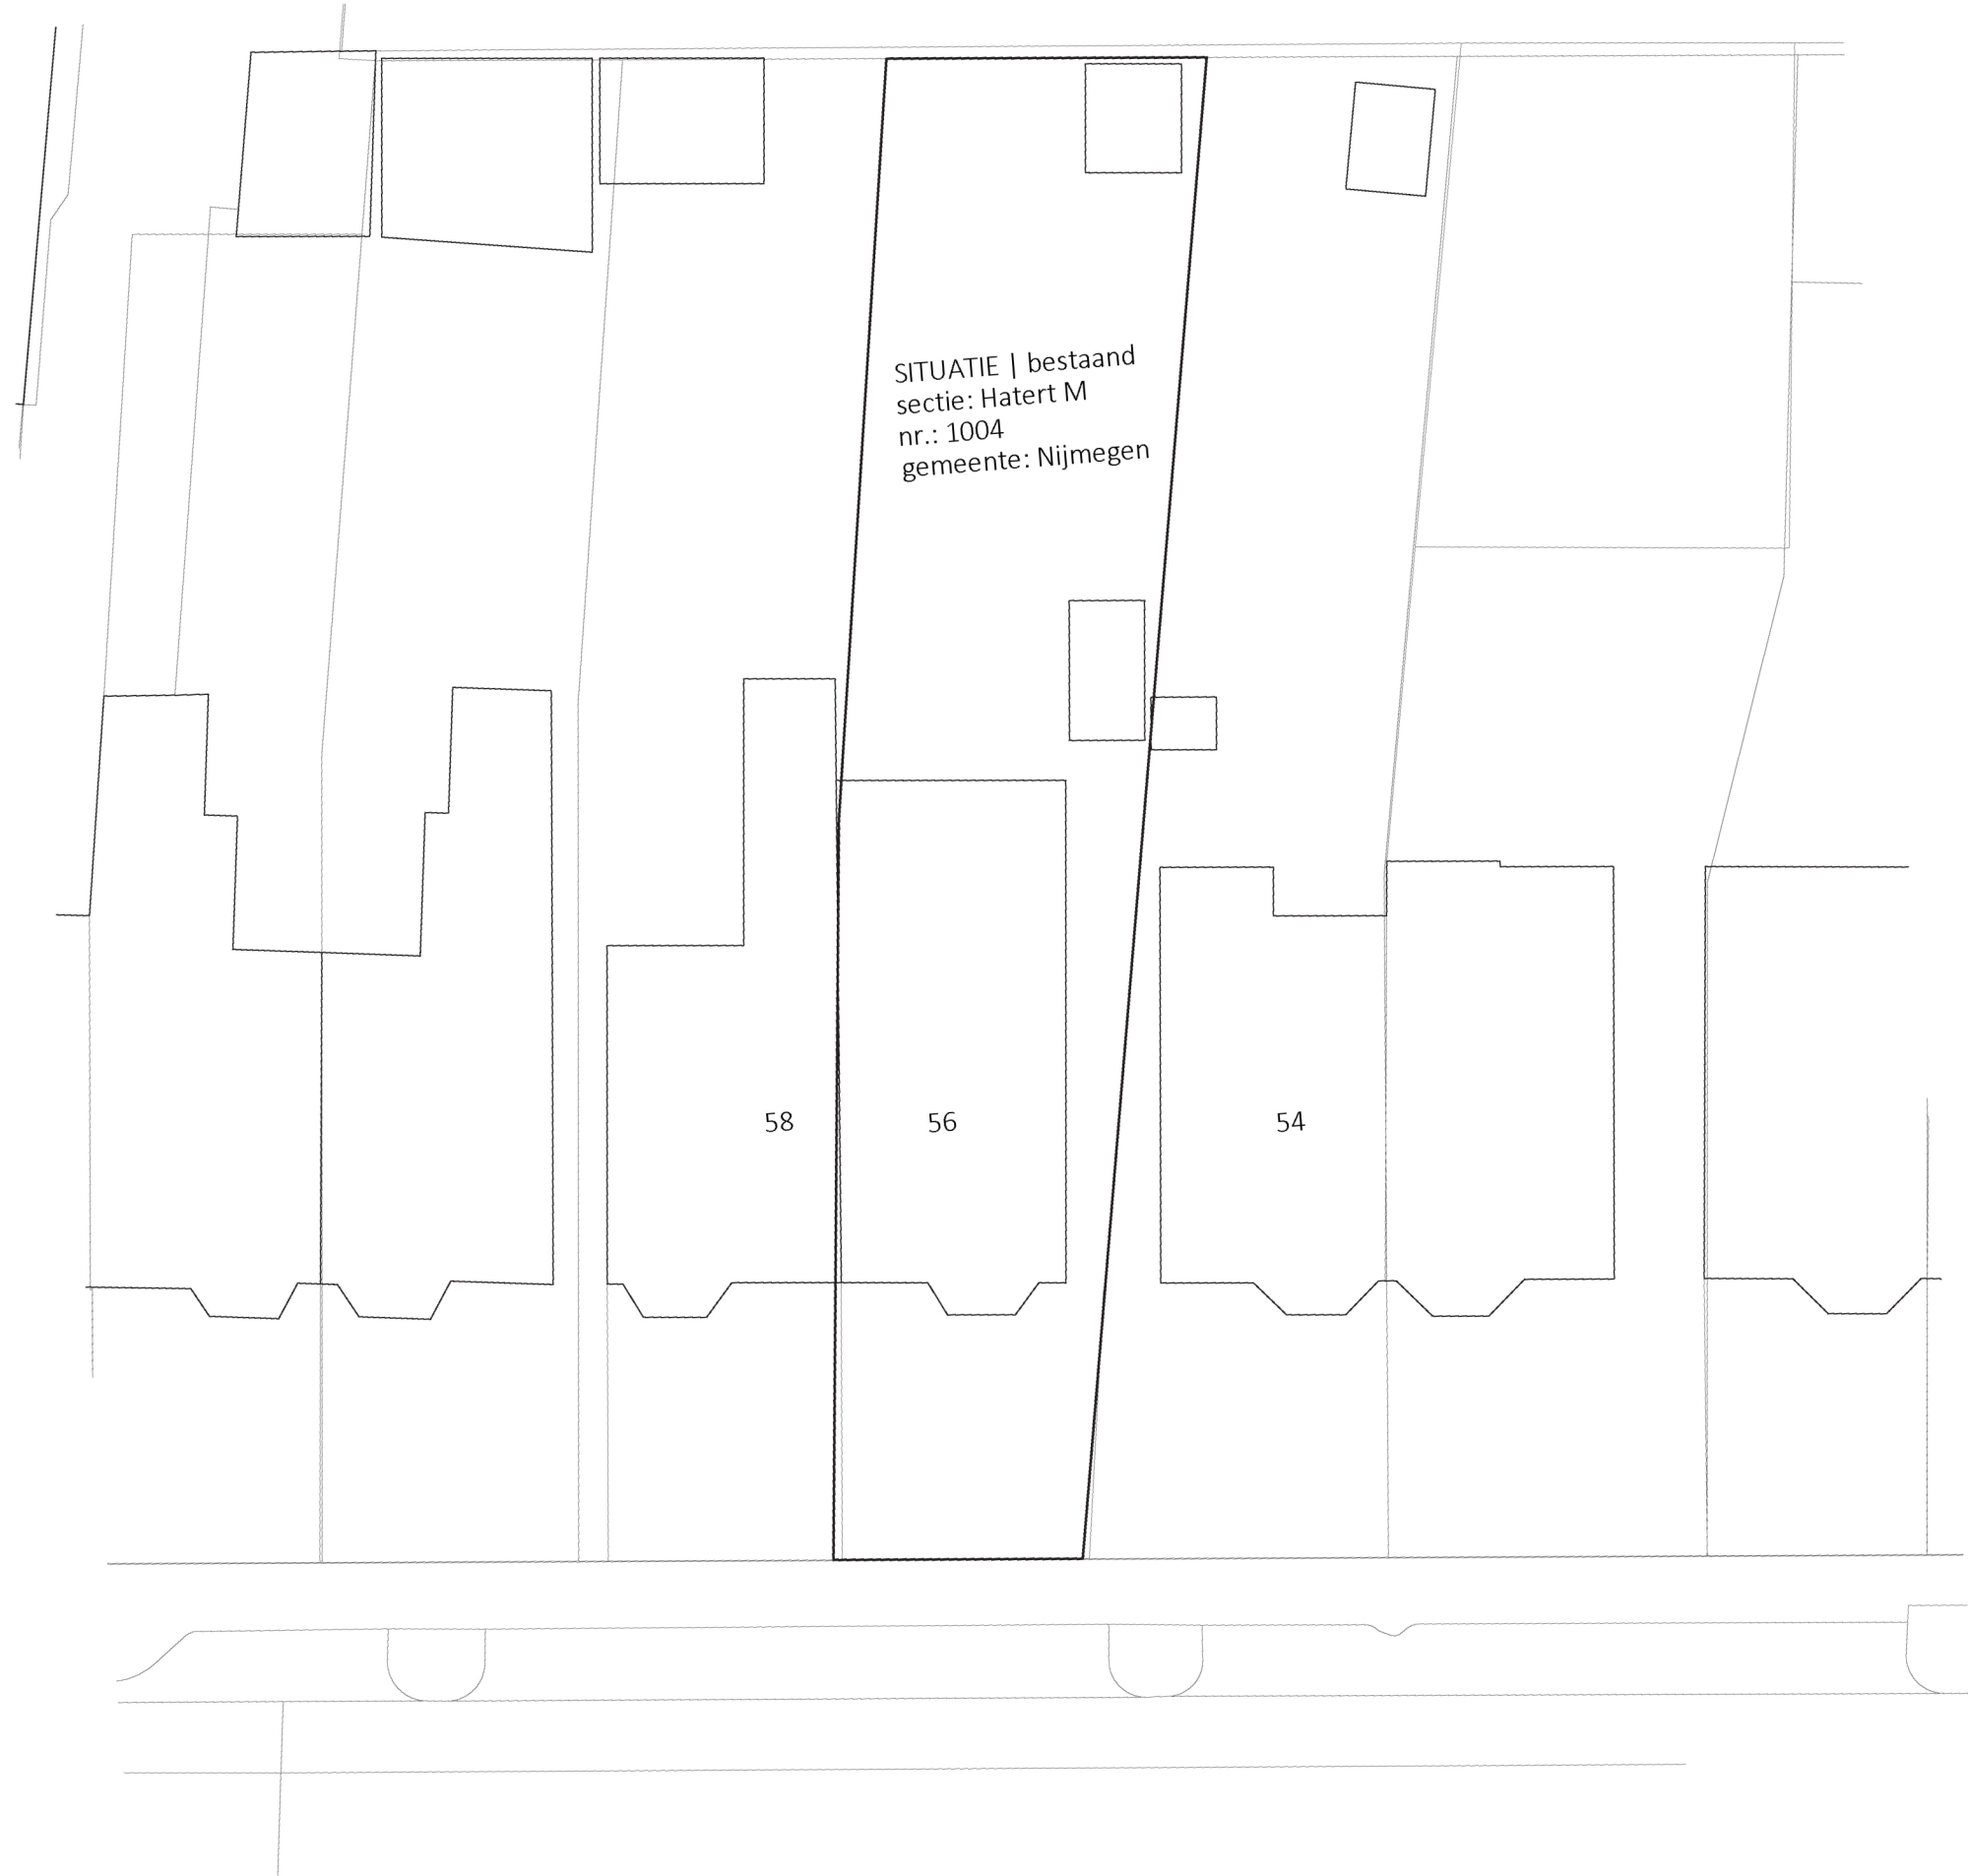 SITUATIE | bestaand
sectie: Hatert M
nr.: 1004
gemeente: Nijmegen
58
56
54